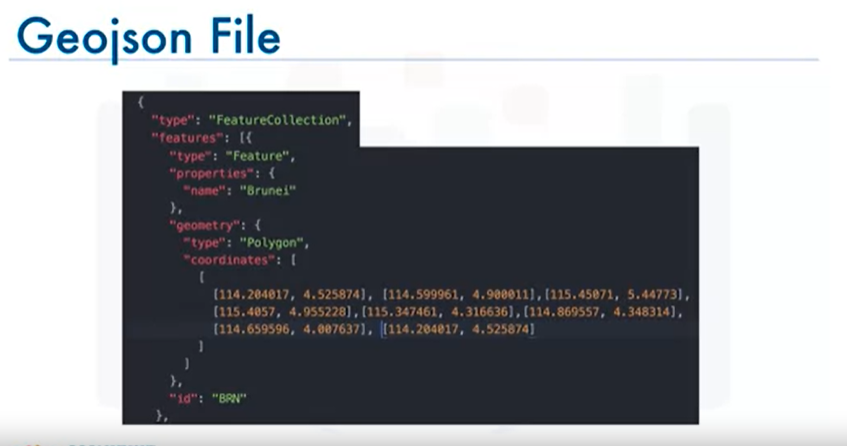 Geojson File
{
"type": "FeatureCollection",
"features": [{
"type": "Feature",
"properties": {
"name": "Brunei"
},
"geometry": {
"type": "Polygon",
"coordinates": [
[
[114.204017, 4.525874], [114.599961, 4.900011],[115.45071, 5.44773],
[115.4057, 4.955228],[115.347461, 4.316636],[114.869557, 4.348314],
[114.659596, 4.007637], [114.204017, 4.525874]
]
]
},
"id": "BRN"
},